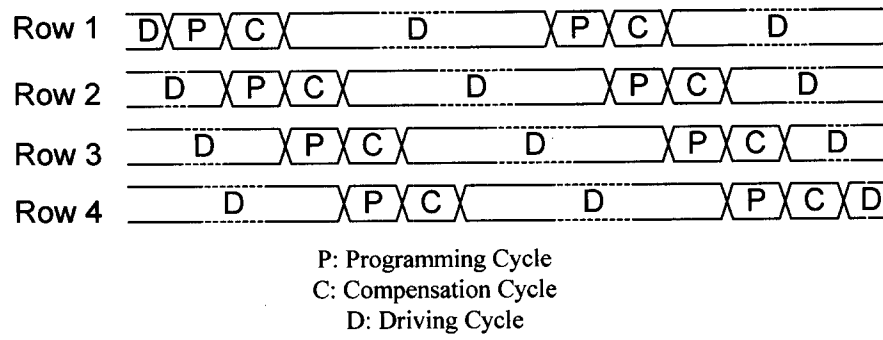 Row 1 D P C D P C D
Row 2 D P C D P C D
Row 3 D P C D P C D
Row 4 D P C D P C D
P: Programming Cycle
C: Compensation Cycle
D: Driving Cycle